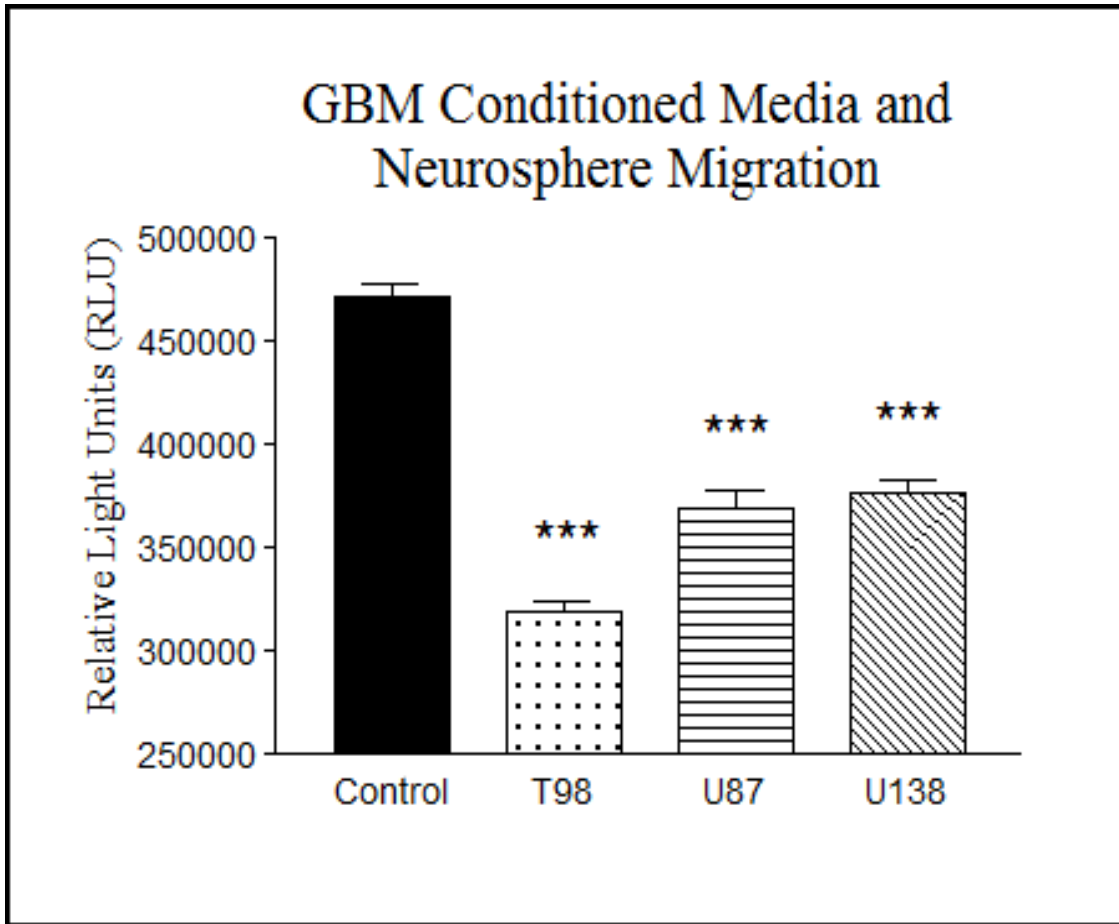 GBM Conditioned Media and
Neurosphere Migration
Relative Light Units (RLU)
500000
450000
400000
350000
300000
250000
***
***
***
Control T98 U87 U138